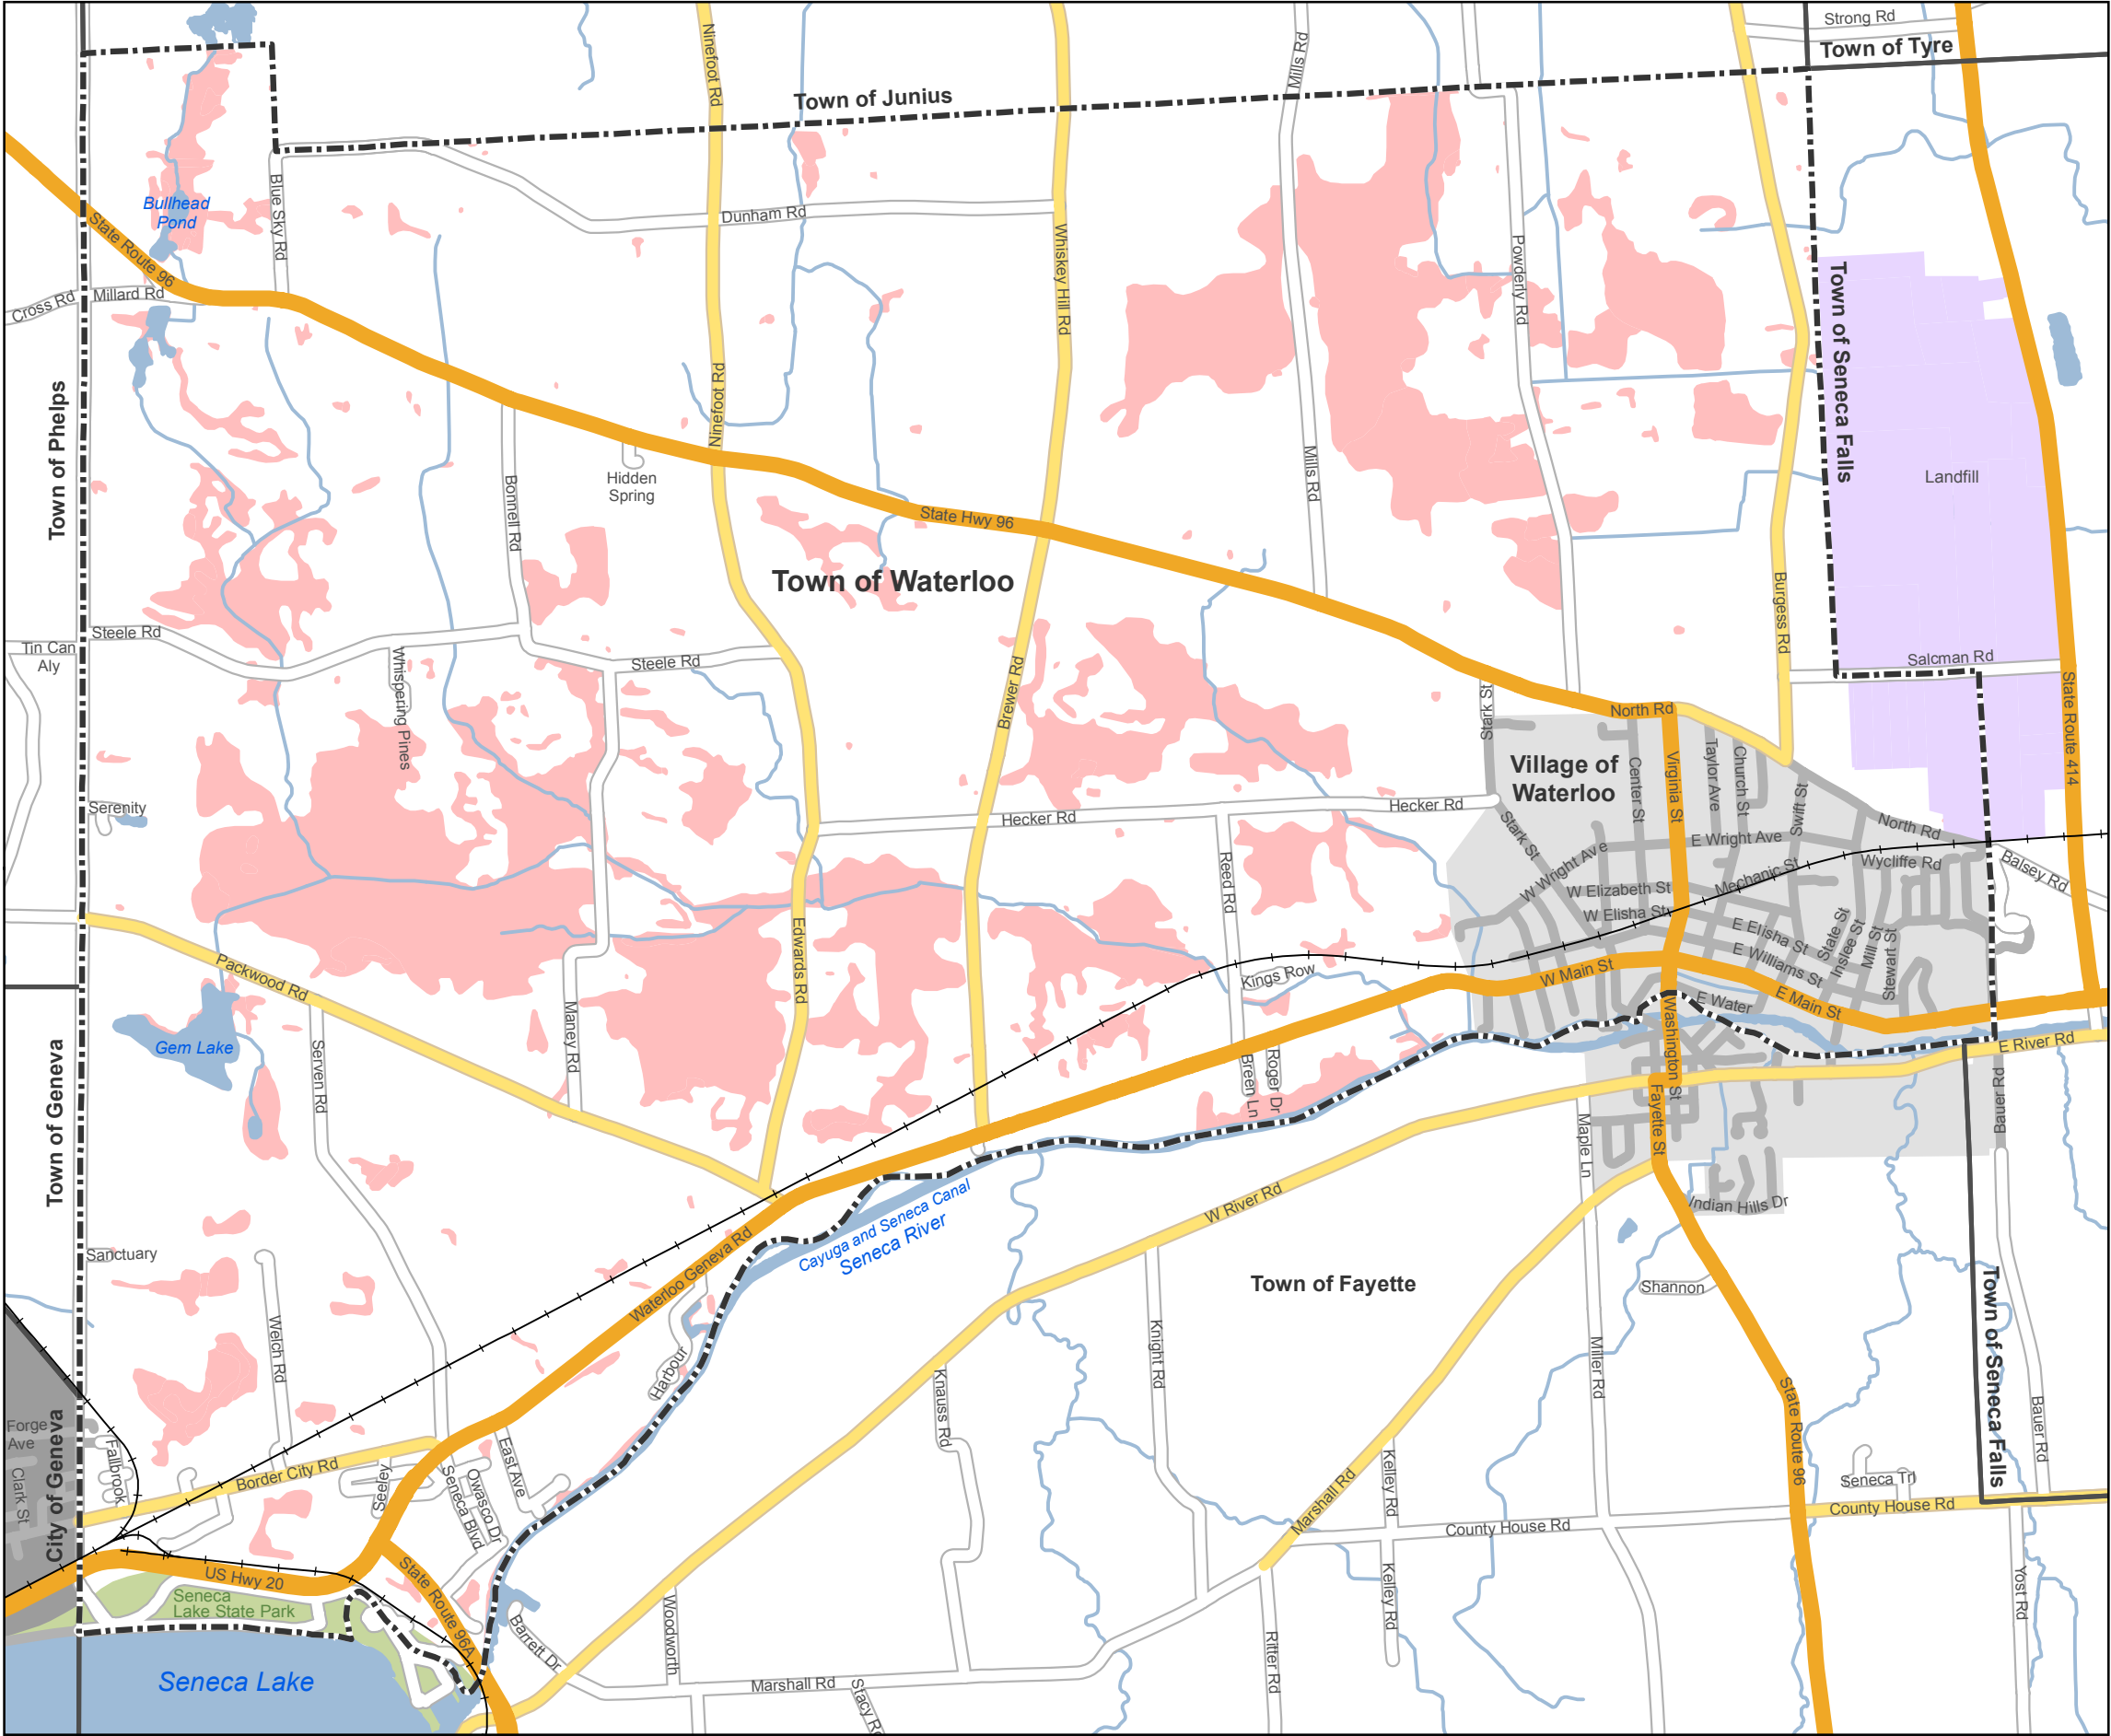 Strong Rd
Town of Tyre
Ninefoot Rd
Mills Rd
Town of Junius
Bullhead
Pond
Blue Sky Rd
Dunham Rd
State Route 96
Whiskey Hill Rd
Powderly Rd
Town of Seneca Falls
Cross Rd
Millard Rd
Town of Phelps
Ninefoot Rd
Hidden
Spring
Bonnell Rd
Mills Rd
Landfill
State Hwy 96
Town of Waterloo
Burgess Rd
Steele Rd
Tin Can
Aly
Whispering Pines
Steele Rd
Brewer Rd
Salcman Rd
Stark St
North Rd
State Route 414
Village of
Waterloo
Center St
Virginia St
Taylor Ave
Church St
Swift St
Serenity
Hecker Rd
Hecker Rd
Stark St
North Rd
E Wright Ave
W Wright Ave
Reed Rd
Mechanic St
Wycliffe Rd
Balsey Rd
W Elizabeth St
W Elisha St
E Elisha St
E Williams St
State St
Inslee St
Mill St
Stewart St
Edwards Rd
Packwood Rd
Kings Row
W Main St
E Water
E Main St
Maney Rd
Gem Lake
Serven Rd
Town of Geneva
Breen Ln
Roger Dr
Washington St
E River Rd
Fayette St
Bauer Rd
Maple Ln
W River Rd
Indian Hills Dr
Cayuga and Seneca Canal
Seneca River
Sanctuary
Waterloo Geneva Rd
Town of Fayette
Shannon
Town of Seneca Falls
Welch Rd
Harbour
Knight Rd
Miller Rd
Knauss Rd
State Route 96
Forge
Ave
Clark St
City of Geneva
Fallbrook
Border City Rd
Seeley
Seneca Blvd
Owasco Dr
East Ave
Kelley Rd
Marshall Rd
County House Rd
Seneca Trl
County House Rd
Bauer Rd
US Hwy 20
Seneca
Lake State Park
State Route 96A
Barrett Dr
Woodworth
Kelley Rd
Yost Rd
Ritter Rd
Seneca Lake
Marshall Rd
Stacy Rd